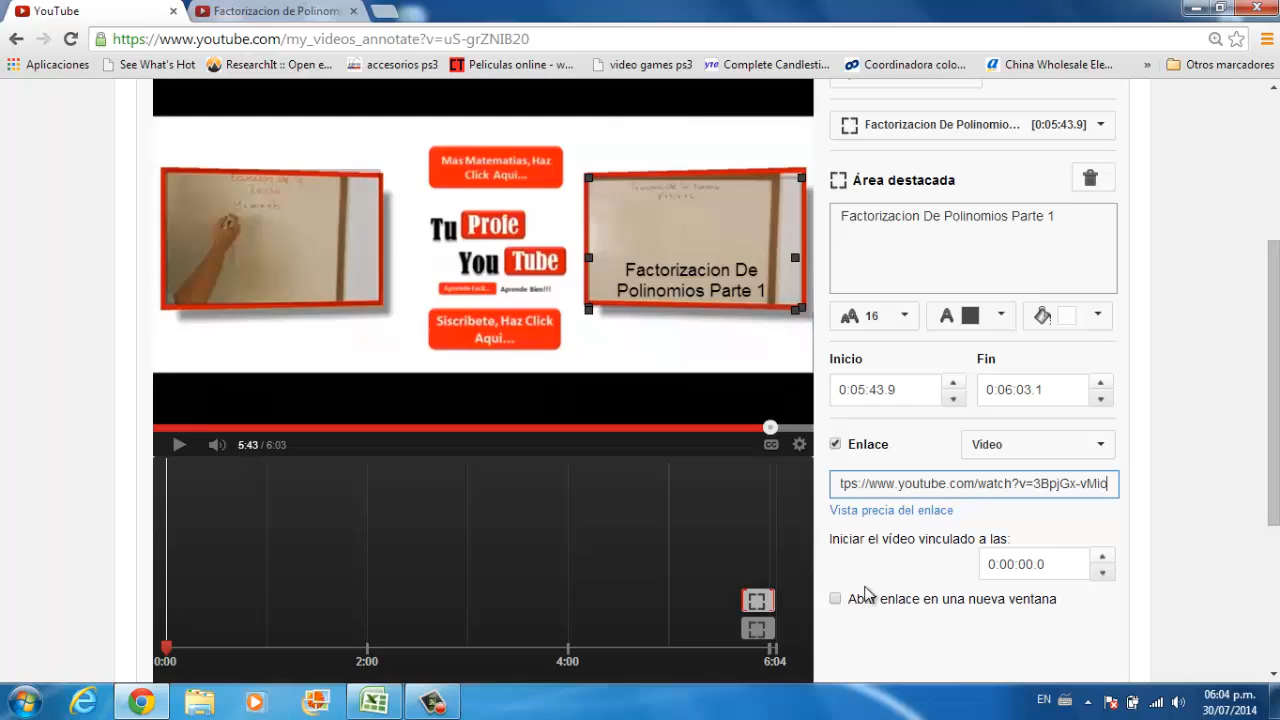 YouTube
Factorizacion de Polinom
https://www.youtube.com/my_videos_annotate?v=uS-grZNIB20
Aplicaciones
See What's Hot
ResearchIt :: Open e...
accesorios ps3
Peliculas online - w...
video games ps3
Complete Candlesti...
Coordinadora colo...
China Wholesale Ele...
»
Otros marcadores
Factorizacion De Polinomio... [0:05:43.9]
Área destacada
Factorizacion De Polinomios Parte 1
16
Inicio
Fin
0:05:43.9
0:06:03.1
Enlace
Video
tps://www.youtube.com/watch?v=3BpjGx-vMio
Vista precia del enlace
Iniciar el vídeo vinculado a las:
0:00:00.0
enlace en una nueva ventana
Mas Matematias, Haz
Click Aqui...
Tu Profe
You Tube
Aprende Facil...
Aprende Bien!!!
Siscribete, Haz Click
Aqui...
Factorizacion De
Polinomios Parte 1
5:43 / 6:03
CC
0:00
2:00
4:00
6:04
EN
06:04 p.m.
30/07/2014